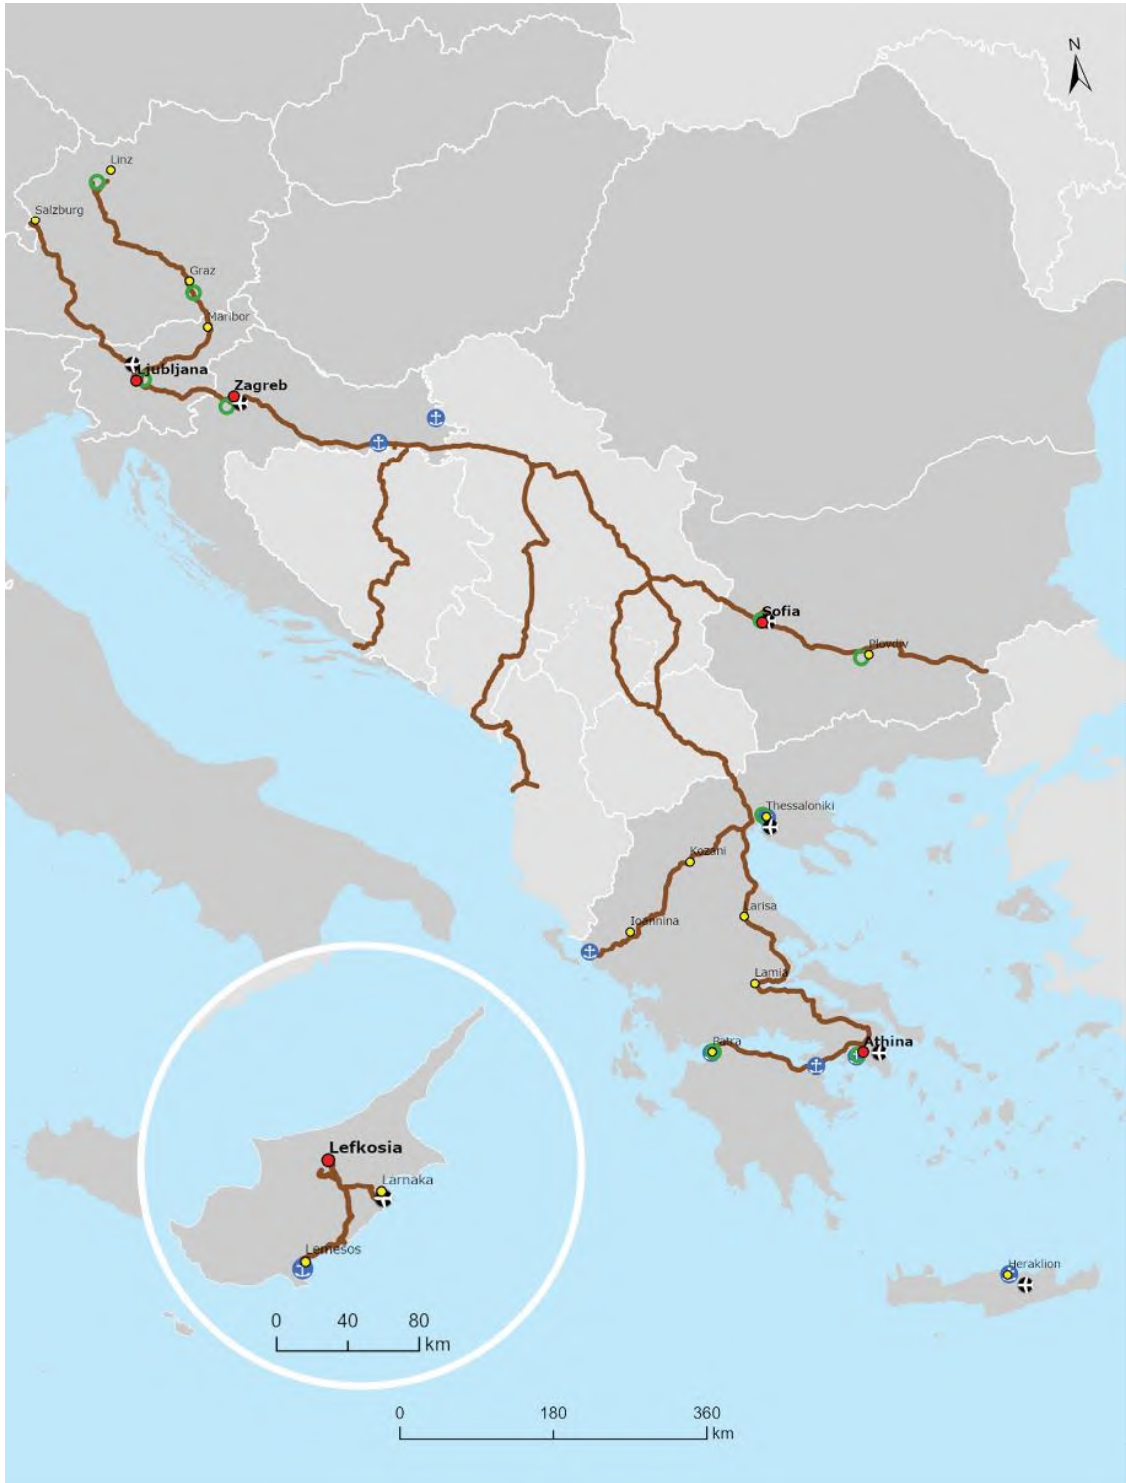 N
Linz
Salzburg
Graz
Maribor
Ljubljana
Zagreb
Sofia
Plovdiv
Thessaloniki
Kozani
Larisa
Ioannina
Lamia
Patra
Athina
Lefkosia
Larnaka
Lemesos
Heraklion
0 40 80
km
0 180 360
km